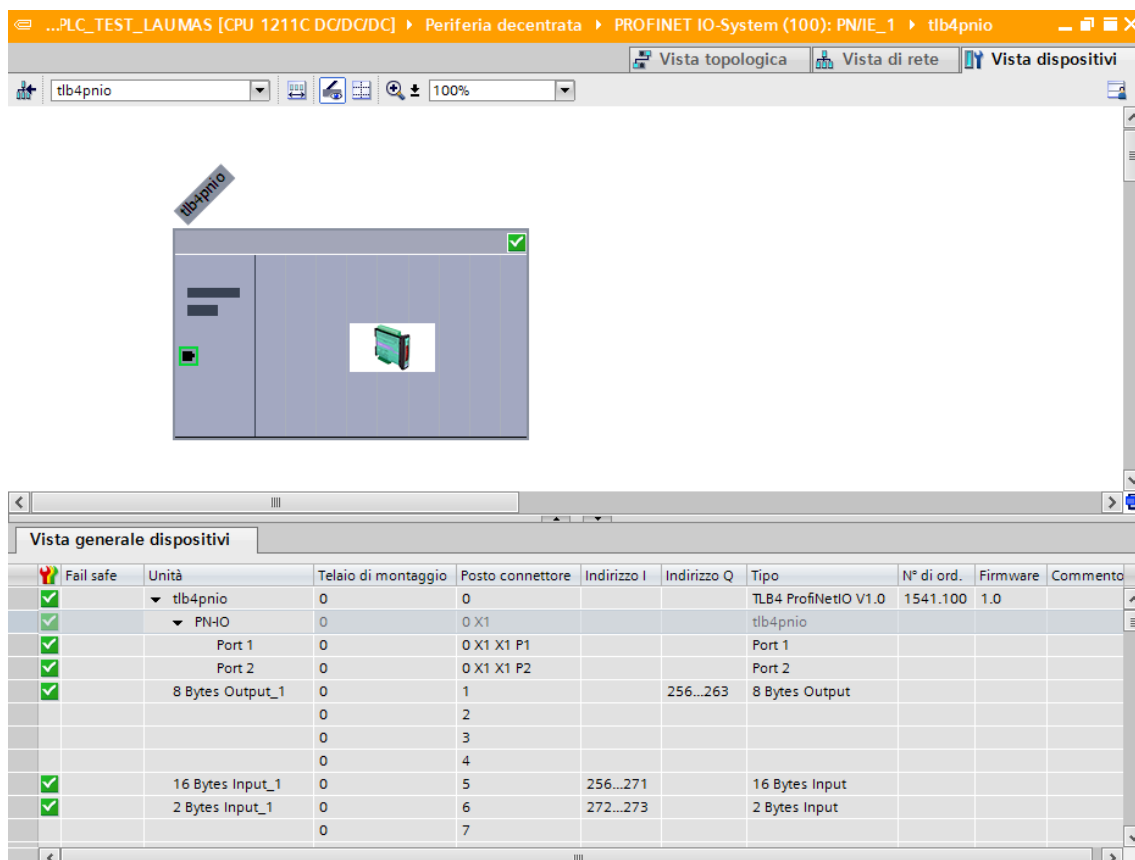 ...PLC_TEST_LAUMAS [CPU 1211C DC/DC/DC] Periferia decentrata PROFINET IO-System (100): PN/IE_1 tlb4pnio
Vista topologica Vista di rete Vista dispositivi
tlb4pnio 100%
tlb4pnio
Vista generale dispositivi
Fail safe Unità Telaio di montaggio Posto connettore Indirizzo I Indirizzo Q Tipo N° di ord. Firmware Commento
tlb4pnio 0 0 TLB4 ProfiNetIO V1.0 1541.100 1.0
PN-IO 0 0 X1 tlb4pnio
Port 1 0 0 X1 X1 P1 Port 1
Port 2 0 0 X1 X1 P2 Port 2
8 Bytes Output_1 0 1 256...263 8 Bytes Output
0 2
0 3
0 4
16 Bytes Input_1 0 5 256...271 16 Bytes Input
2 Bytes Input_1 0 6 272...273 2 Bytes Input
0 7